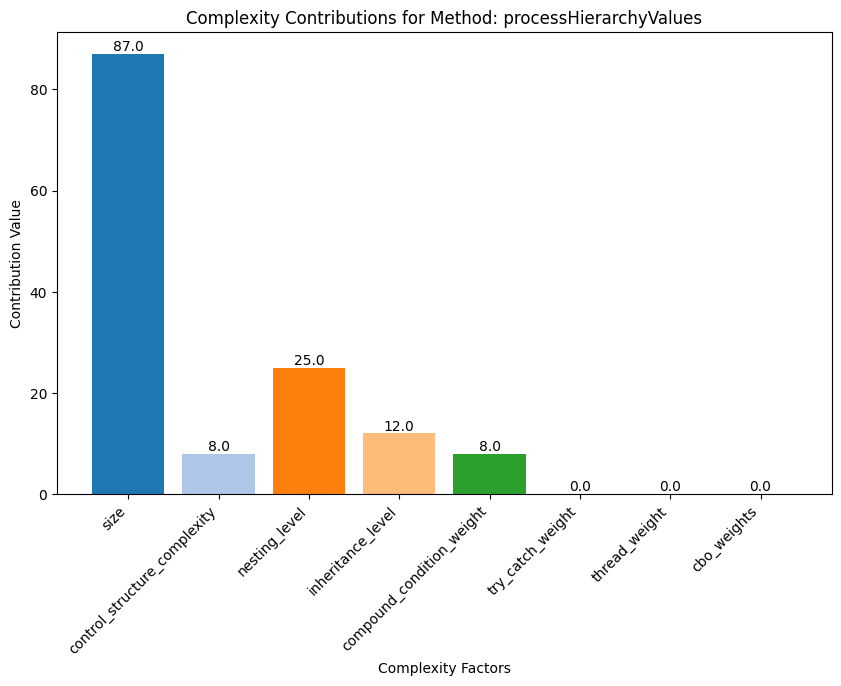 Complexity Contributions for Method: processHierarchyValues
Contribution Value
80
60
40
20
0
87.0
8.0
25.0
12.0
8.0
0.0
0.0
0.0
size
control_structure_complexity
nesting_level
inheritance_level
compound_condition_weight
try_catch_weight
thread_weight
cbo_weights
Complexity Factors